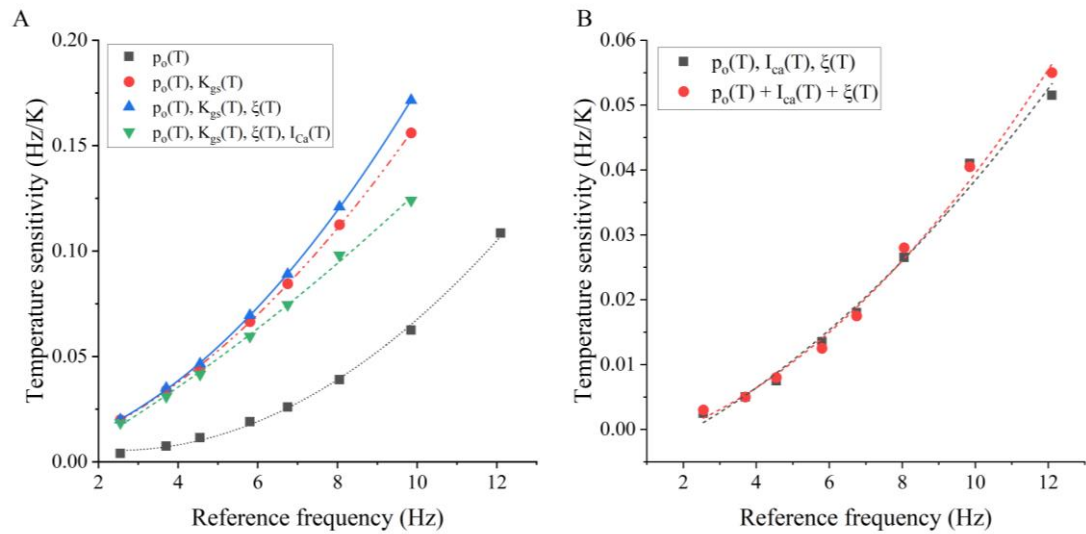 A
B
0.20
0.15
0.10
0.05
0.00
Temperature sensitivity (Hz/K)
pₒ(T)
pₒ(T), K_gs(T)
pₒ(T), K_gs(T), ξ(T)
pₒ(T), K_gs(T), ξ(T), I_Ca(T)
2 4 6 8 10 12
Reference frequency (Hz)
0.06
0.05
0.04
0.03
0.02
0.01
0.00
Temperature sensitivity (Hz/K)
pₒ(T), I_ca(T), ξ(T)
pₒ(T) + I_ca(T) + ξ(T)
2 4 6 8 10 12
Reference frequency (Hz)